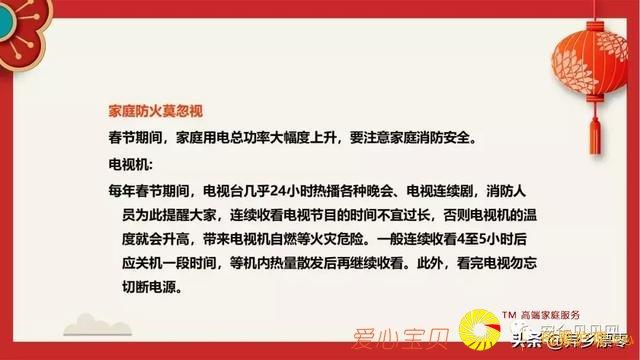 家庭防火莫忽视
春节期间，家庭用电总功率大幅度上升，要注意家庭消防安全。
电视机：
每年春节期间，电视台几乎24小时热播各种晚会、电视连续剧，消防人
员为此提醒大家，连续收看电视节目的时间不宜过长，否则电视机的温
度就会升高，带来电视机自燃等火灾危险。一般连续收看4至5小时后
应关机一段时间，等机内热量散发后再继续收看。此外，看完电视勿忘
切断电源。
TM 高端家庭服务
爱心宝贝
头条@异乡漂零